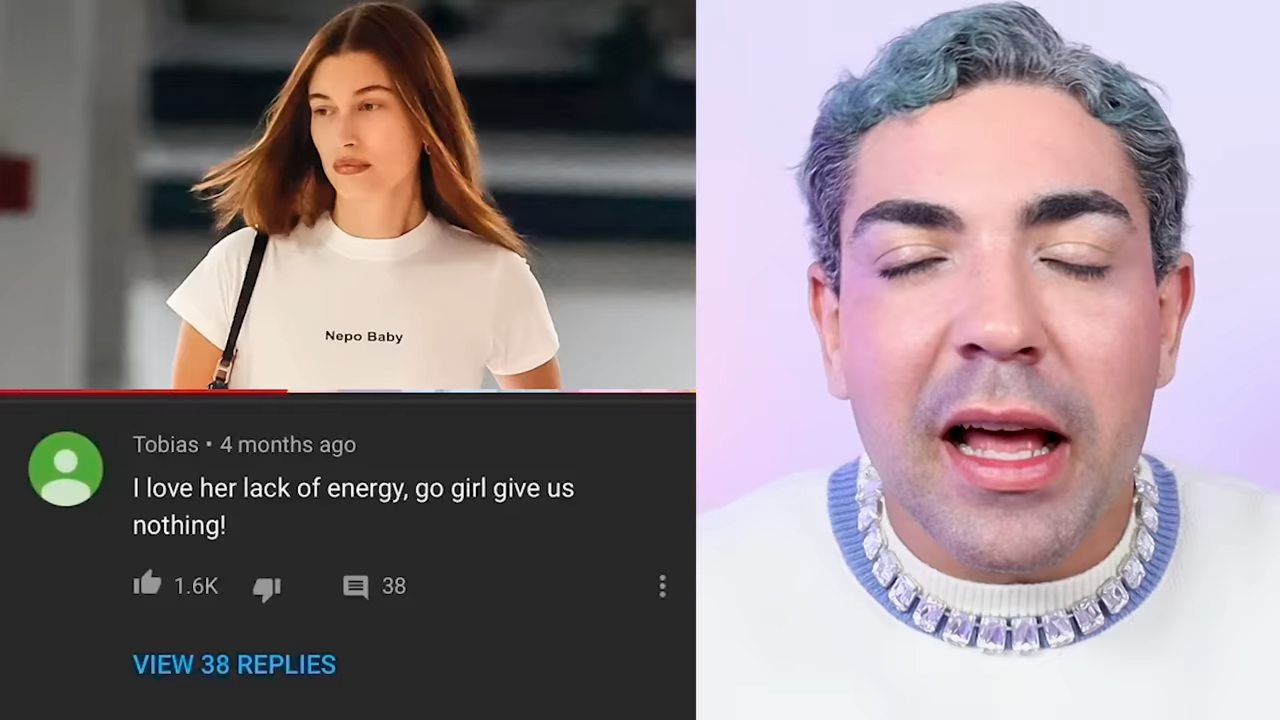 Nepo Baby
Tobias • 4 months ago
I love her lack of energy, go girl give us
nothing!
1.6K
38
VIEW 38 REPLIES